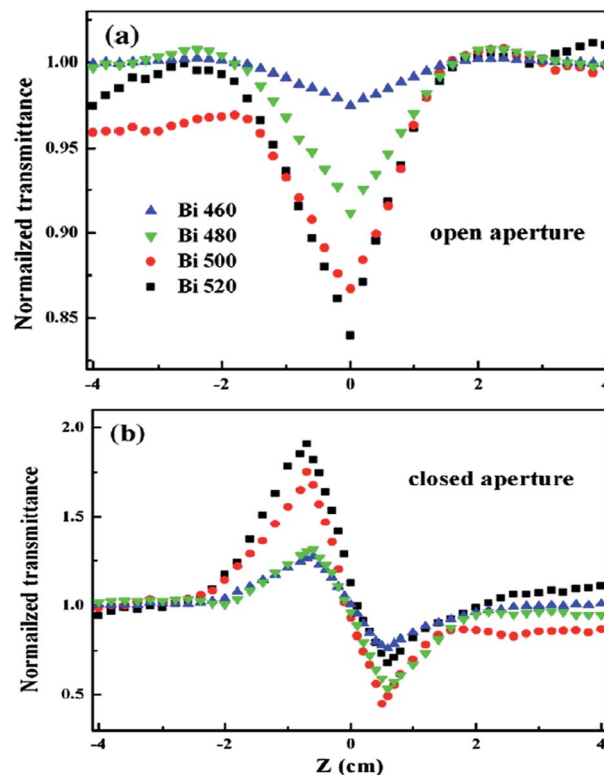 (a)
1.00
0.95
0.90
0.85
Normailzed transmittance
Bi 460
Bi 480
Bi 500
Bi 520
open aperture
-4 -2 0 2 4
(b)
2.0
1.5
1.0
0.5
Normalized transmittance
closed aperture
-4 -2 0 2 4
Z (cm)